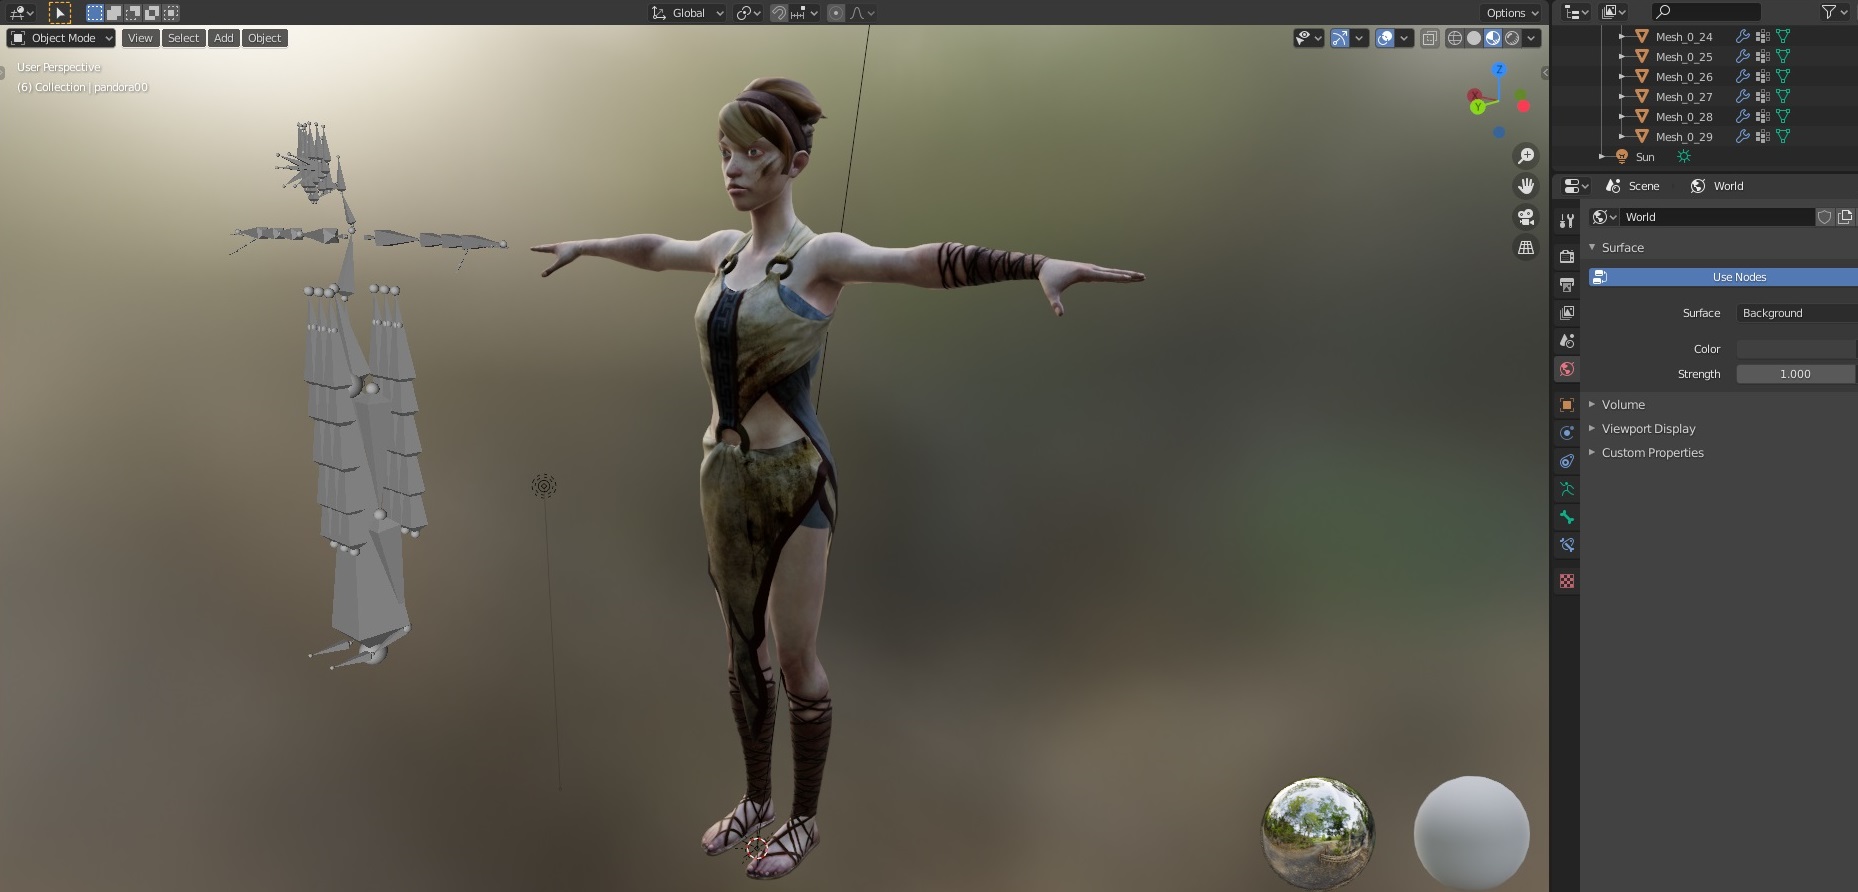 Global
Options
Object Mode
View
Select
Add
Object
User Perspective
(6) Collection | pandora00
Z
X
Y
Mesh_0_24
Mesh_0_25
Mesh_0_26
Mesh_0_27
Mesh_0_28
Mesh_0_29
Sun
Scene
World
World
Surface
Use Nodes
Surface
Background
Color
Strength
1.000
Volume
Viewport Display
Custom Properties